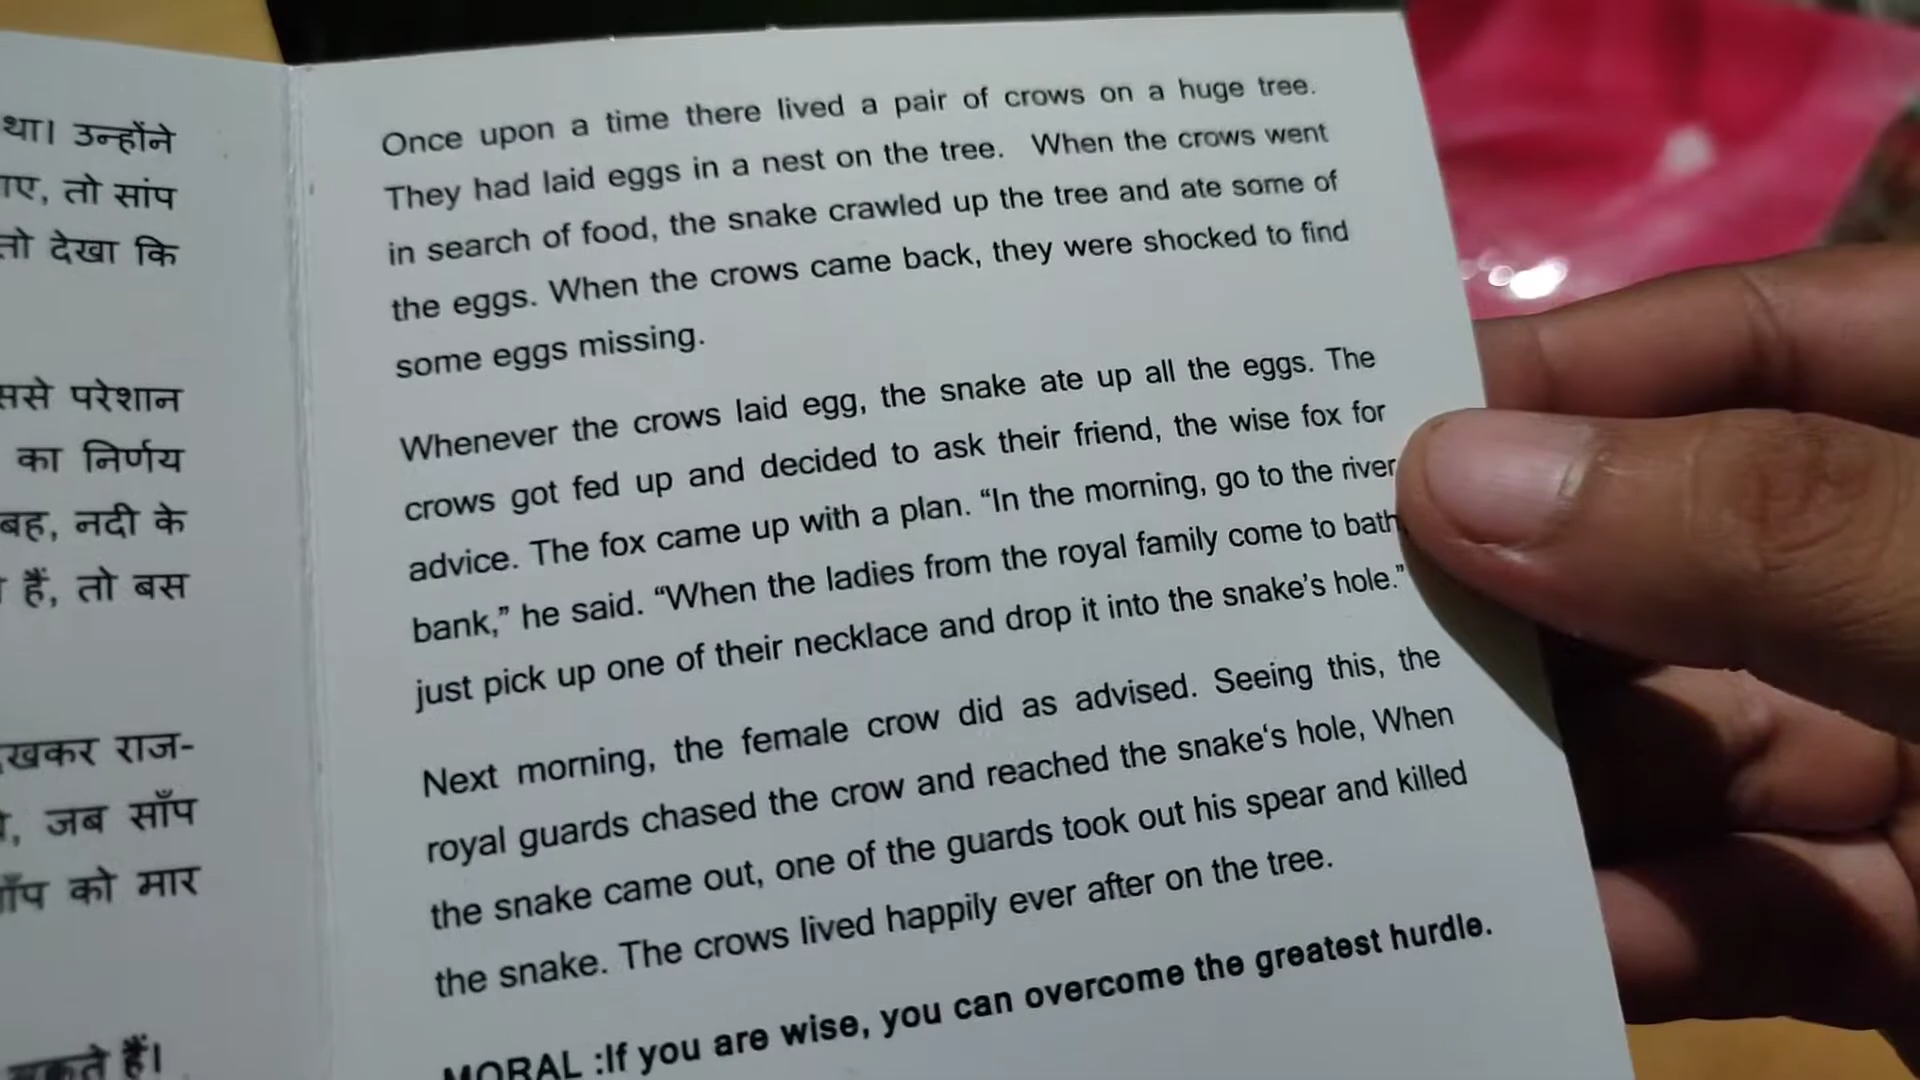 था। उन्होंने
तो सांप
देखा कि
परेशान
का निर्णय
नदी के
हैं, तो बस
राज-
जब साँप
को मार
हैं।
Once upon a time there lived a pair of crows on a huge tree.
They had laid eggs in a nest on the tree. When the crows went
in search of food, the snake crawled up the tree and ate some of
the eggs. When the crows came back, they were shocked to find
some eggs missing.
Whenever the crows laid egg, the snake ate up all the eggs. The
crows got fed up and decided to ask their friend, the wise fox for
advice. The fox came up with a plan. “In the morning, go to the river
bank,” he said. “When the ladies from the royal family come to bath
just pick up one of their necklace and drop it into the snake’s hole.”
Next morning, the female crow did as advised. Seeing this, the
royal guards chased the crow and reached the snake‘s hole, When
the snake came out, one of the guards took out his spear and killed
the snake. The crows lived happily ever after on the tree.
MORAL :If you are wise, you can overcome the greatest hurdle.